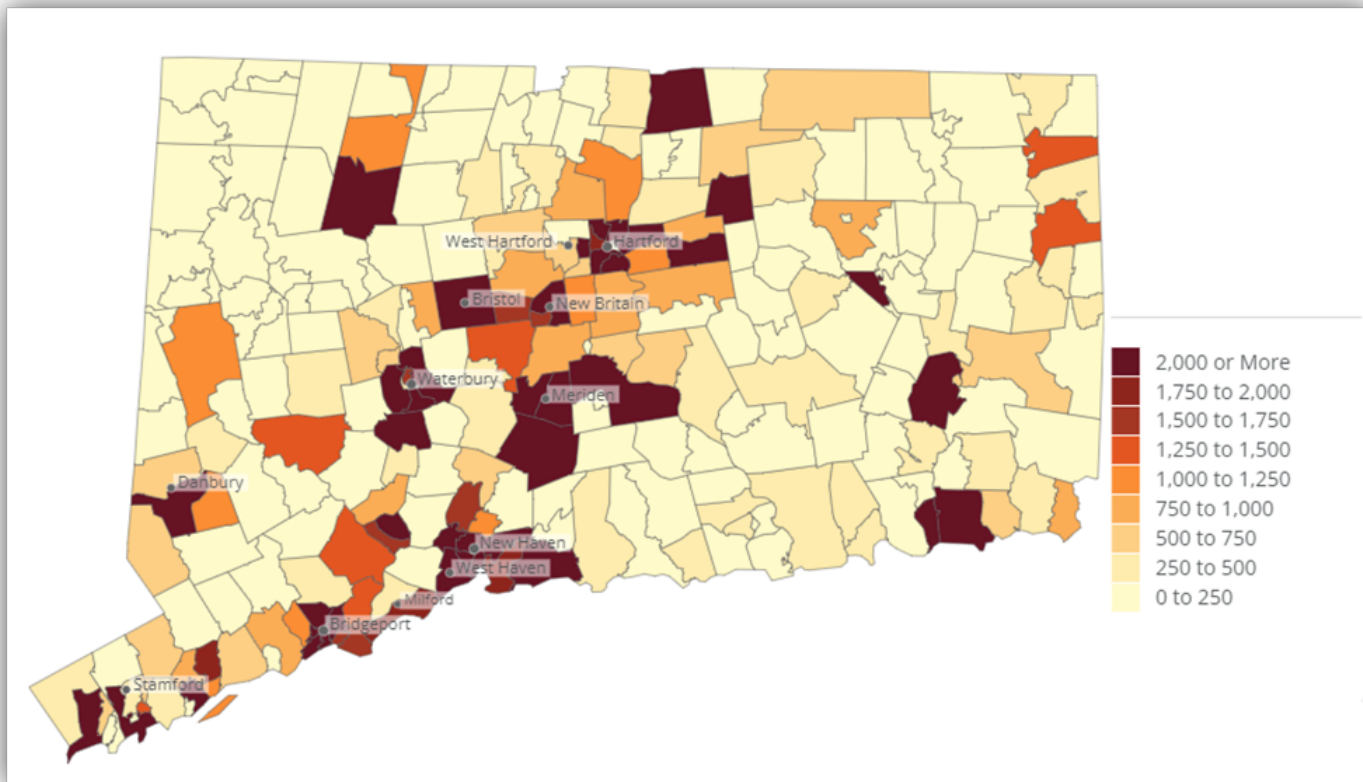 West Hartford
Hartford
Bristol
New Britain
Waterbury
Meriden
Danbury
New Haven
West Haven
Milford
Bridgeport
Stamford
2,000 or More
1,750 to 2,000
1,500 to 1,750
1,250 to 1,500
1,000 to 1,250
750 to 1,000
500 to 750
250 to 500
0 to 250